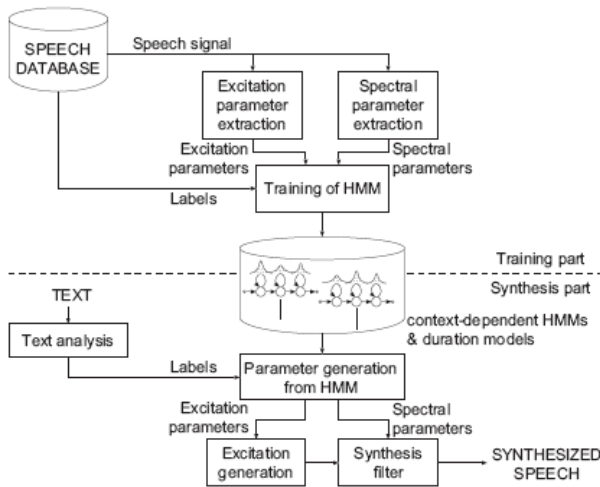 SPEECH
DATABASE
Speech signal
Excitation
parameter
extraction
Spectral
parameter
extraction
Excitation
parameters
Spectral
parameters
Labels
Training of HMM
Training part
Synthesis part
TEXT
Text analysis
context-dependent HMMs
& duration models
Labels
Parameter generation
from HMM
Excitation
parameters
Spectral
parameters
Excitation
generation
Synthesis
filter
SYNTHESIZED
SPEECH